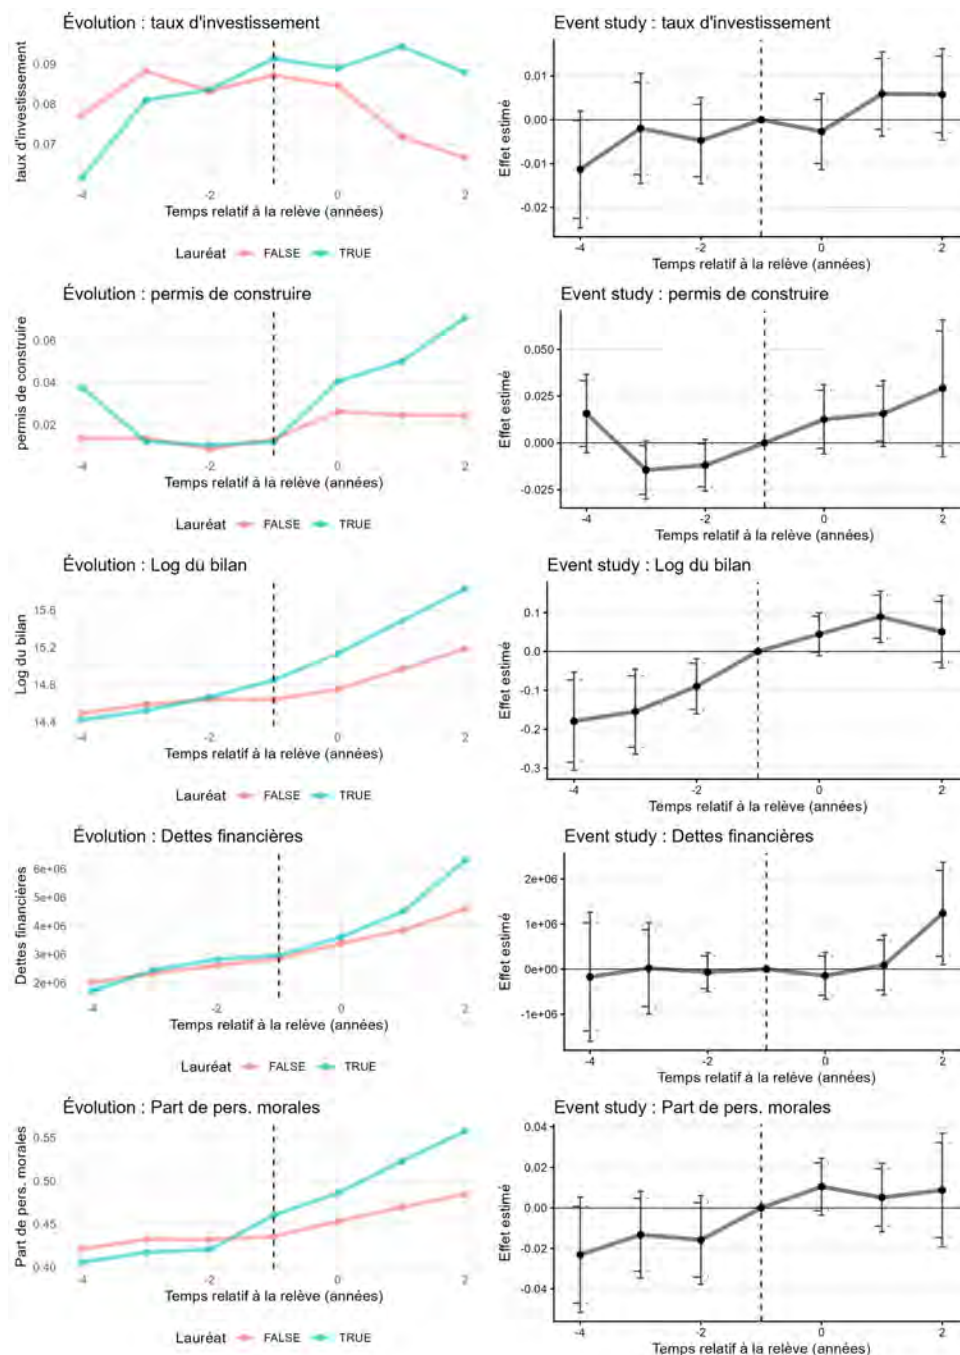 Évolution : taux d'investissement
taux d'investissement
0.09
0.08
0.07
-4
-2
0
2
Temps relatif à la relève (années)
Lauréat FALSE TRUE
Event study : taux d'investissement
Effet estimé
0.01
0.00
-0.01
-0.02
-4
-2
0
2
Temps relatif à la relève (années)
Évolution : permis de construire
permis de construire
0.06
0.04
0.02
-4
-2
0
2
Temps relatif à la relève (années)
Lauréat FALSE TRUE
Event study : permis de construire
Effet estimé
0.050
0.025
0.000
-0.025
-4
-2
0
2
Temps relatif à la relève (années)
Évolution : Log du bilan
Log du bilan
15.6
15.2
14.8
14.4
-4
-2
0
2
Temps relatif à la relève (années)
Lauréat FALSE TRUE
Event study : Log du bilan
Effet estimé
0.1
0.0
-0.1
-0.2
-0.3
-4
-2
0
2
Temps relatif à la relève (années)
Évolution : Dettes financières
Dettes financières
6e+06
5e+06
4e+06
3e+06
2e+06
-4
-2
0
2
Temps relatif à la relève (années)
Lauréat FALSE TRUE
Event study : Dettes financières
Effet estimé
2e+06
1e+06
0e+00
-1e+06
-4
-2
0
2
Temps relatif à la relève (années)
Évolution : Part de pers. morales
Part de pers. morales
0.55
0.50
0.45
0.40
-4
-2
0
2
Temps relatif à la relève (années)
Lauréat FALSE TRUE
Event study : Part de pers. morales
Effet estimé
0.04
0.02
0.00
-0.02
-0.04
-4
-2
0
2
Temps relatif à la relève (années)